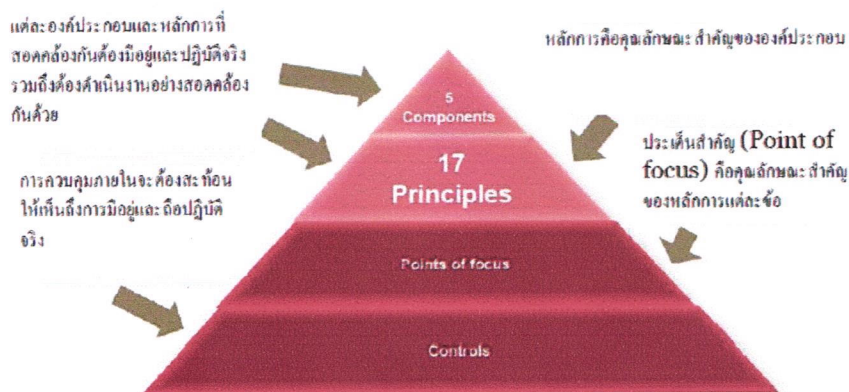 แต่ละองค์ประกอบและหลักการที่
สอดคล้องกันต้องมีอยู่และปฏิบัติจริง
รวมถึงต้องดำเนินงานอย่างสอดคล้อง
กันด้วย
การควบคุมภายในจะต้องสะท้อน
ให้เห็นถึงการมีอยู่และถือปฏิบัติ
จริง
หลักการคือคุณลักษณะสำคัญขององค์ประกอบ
ประเด็นสำคัญ (Point of
focus) คือคุณลักษณะสำคัญ
ของหลักการแต่ละข้อ
5
Components
17
Principles
Points of focus
Controls